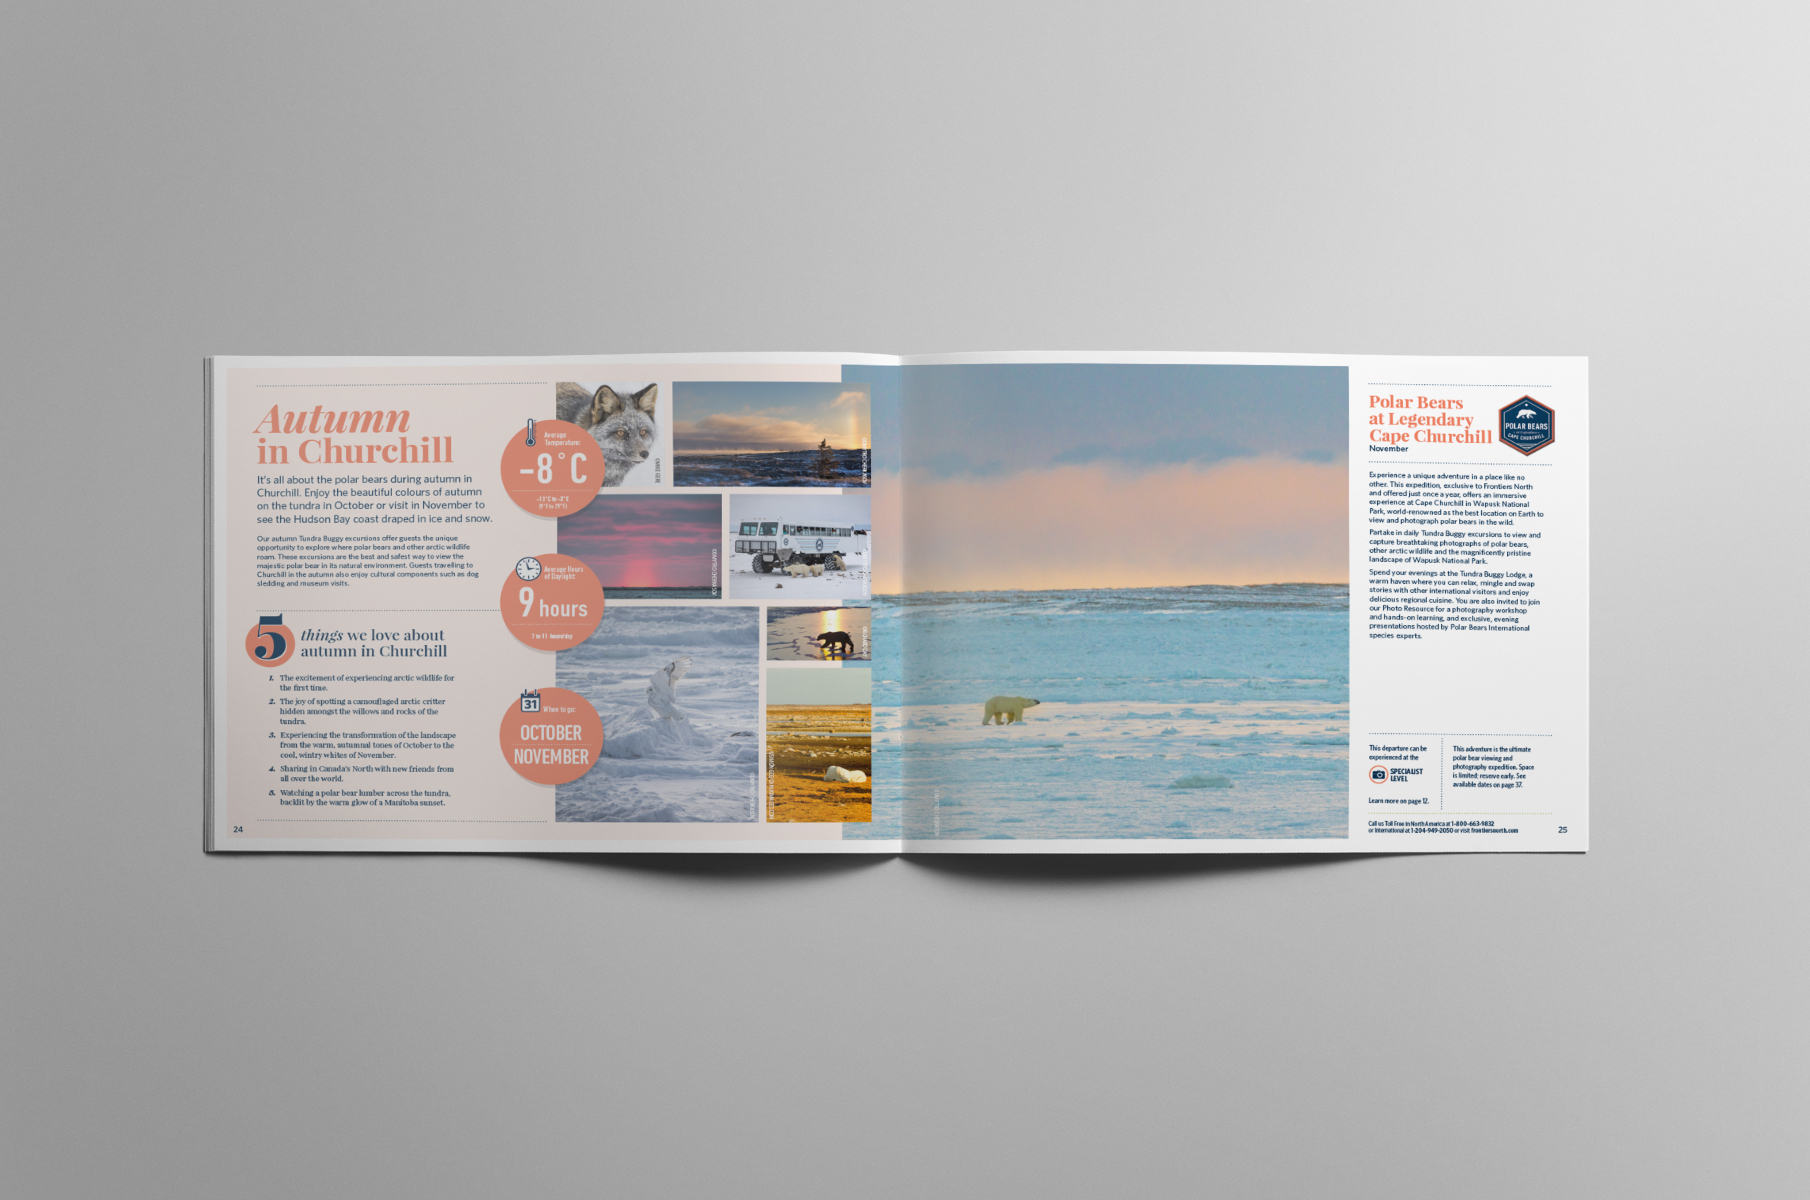 Autumn
in Churchill
It's all about the polar bears during autumn in
Churchill. Enjoy the beautiful colours of autumn
on the tundra in October or visit in November to
see the Hudson Bay coast draped in ice and snow.
Our autumn Tundra Buggy excursions offer guests the unique
opportunity to explore where polar bears and other arctic wildlife
roam. These excursions are the best and safest way to view the
majestic polar bear in its natural environment. Guests travelling to
Churchill in the autumn also enjoy cultural components such as dog
sledding and museum visits.
5
things we love about
autumn in Churchill
1. The excitement of experiencing arctic wildlife for
the first time.
2. The joy of spotting a camouflaged arctic critter
hidden amongst the willows and rocks of the
tundra.
3. Experiencing the transformation of the landscape
from the warm, autumnal tones of October to the
cool, wintry whites of November.
4. Sharing in Canada's North with new friends from
all over the world.
5. Watching a polar bear lumber across the tundra,
backlit by the warm glow of a Manitoba sunset.
24
Average
Temperature:
-8°C
Average Hours
of Daylight:
9 hours
7 to 11 hours/day
31
When to go:
OCTOBER
NOVEMBER
Polar Bears
at Legendary
Cape Churchill
November
POLAR BEARS
CAPE CHURCHILL
Experience a unique adventure in a place like no
other. This expedition, exclusive to Frontiers North
and offered just once a year, offers an immersive
experience at Cape Churchill in Wapusk National
Park, world-renowned as the best location on Earth to
view and photograph polar bears in the wild.
Partake in daily Tundra Buggy excursions to view and
capture breathtaking photographs of polar bears,
other arctic wildlife and the magnificently pristine
landscape of Wapusk National Park.
Spend your evenings at the Tundra Buggy Lodge, a
warm haven where you can relax, mingle and swap
stories with other international visitors and enjoy
delicious regional cuisine. You are also invited to join
our Photo Resource for a photography workshop
and hands-on learning, and exclusive, evening
presentations hosted by Polar Bears International
species experts.
This departure can be
experienced at the
SPECIALIST
LEVEL
Learn more on page 12.
This adventure is the ultimate
polar bear viewing and
photography expedition. Space
is limited; reserve early. See
available dates on page 37.
Call us Toll Free in North America at 1-800-663-9832
or International at 1-204-949-2050 or visit frontiersnorth.com
25